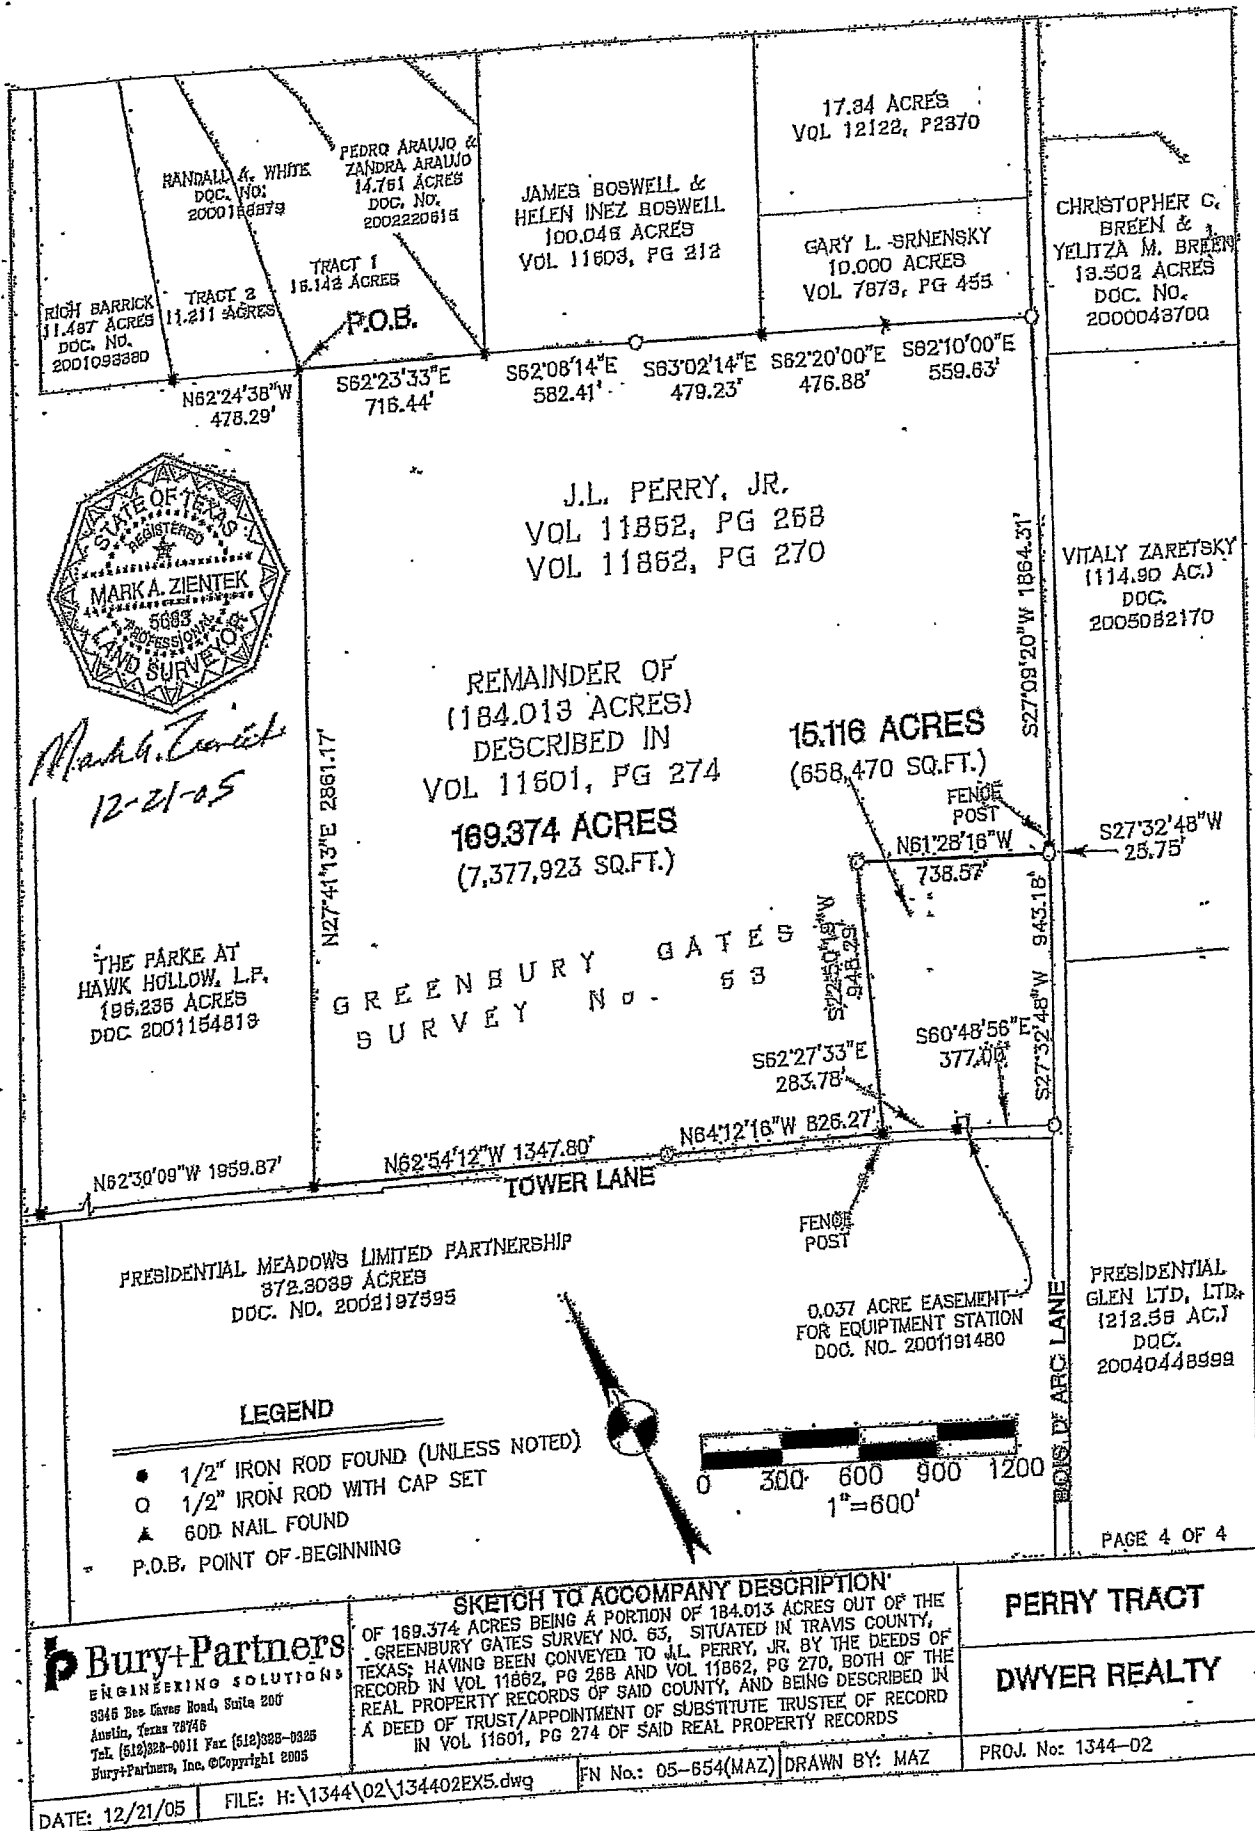 17.34 ACRES
VOL 12122, P2370
RANDALL A. WHITE
DOC. NO.
PEDRO ARAUJO &
ZANDRA ARAUJO
14.761 ACRES
DOC. NO.
2002220615
JAMES BOSWELL &
HELEN INEZ BOSWELL
100.046 ACRES
VOL 11603, PG 212
GARY L. SRNENSKY
10.000 ACRES
VOL 7873, PG 455
CHRISTOPHER C.
BREEN &
YELITZA M. BREEN
13.502 ACRES
DOC. NO.
2000043700
RICH BARRICK
11.437 ACRES
DOC. NO.
TRACT 2
11.211 ACRES
TRACT 1
P.O.B.
N62°24'38"W
478.29'
S62°23'33"E
716.44'
S62°08'14"E
582.41'
S63°02'14"E
479.23'
S62°20'00"E
476.88'
S62°10'00"E
559.63'
STATE OF TEXAS
REGISTERED
MARK A. ZIENTEK
5683
PROFESSIONAL
LAND SURVEYOR
12-21-05
J.L. PERRY, JR.
VOL 11862, PG 268
VOL 11862, PG 270
S27°09'20"W 1864.31'
VITALY ZARETSKY
(114.90 AC.)
DOC.
2005082170
REMAINDER OF
(184.013 ACRES)
DESCRIBED IN
VOL 11601, PG 274
169.374 ACRES
(7,377,923 SQ.FT.)
15.116 ACRES
(658,470 SQ.FT.)
FENCE
POST
N61°28'16"W
738.57'
S27°32'48"W
25.75'
N27°41'13"E 2861.17'
THE PARKE AT
HAWK HOLLOW, L.P.
196.236 ACRES
DOC 2001154813
GREENBURY GATES
SURVEY No. 63
948.29'
S27°32'48"W 943.18'
S62°27'33"E
283.78'
S60°48'56"E
377.00'
N62°30'09"W 1959.87'
N62°54'12"W 1347.80'
N64°12'16"W 826.27'
TOWER LANE
FENCE
POST
PRESIDENTIAL MEADOWS LIMITED PARTNERSHIP
372.3039 ACRES
DOC. NO. 2002197595
0.037 ACRE EASEMENT
FOR EQUIPTMENT STATION
DOC. NO. 2001191480
BOIS D' ARC LANE
PRESIDENTIAL
GLEN LTD, LTD.
(212.56 AC.)
DOC.
20040448999
LEGEND
● 1/2" IRON ROD FOUND (UNLESS NOTED)
○ 1/2" IRON ROD WITH CAP SET
▲ 60D NAIL FOUND
P.O.B. POINT OF BEGINNING
0 300 600 900 1200
1"=600'
PAGE 4 OF 4
Bury+Partners
ENGINEERING SOLUTIONS
3345 Bee Caves Road, Suite 200
Austin, Texas 78746
Tel. (512)328-0011 Fax (512)328-0325
Bury+Partners, Inc. ©Copyright 2005
SKETCH TO ACCOMPANY DESCRIPTION
OF 169.374 ACRES BEING A PORTION OF 184.013 ACRES OUT OF THE
GREENBURY GATES SURVEY NO. 63, SITUATED IN TRAVIS COUNTY,
TEXAS; HAVING BEEN CONVEYED TO J.L. PERRY, JR. BY THE DEEDS OF
RECORD IN VOL 11862, PG 268 AND VOL 11862, PG 270, BOTH OF THE
REAL PROPERTY RECORDS OF SAID COUNTY, AND BEING DESCRIBED IN
A DEED OF TRUST/APPOINTMENT OF SUBSTITUTE TRUSTEE OF RECORD
IN VOL 11601, PG 274 OF SAID REAL PROPERTY RECORDS
PERRY TRACT
DWYER REALTY
DATE: 12/21/05
FILE: H:\1344\02\134402EX5.dwg
FN No.: 05-654(MAZ)
DRAWN BY: MAZ
PROJ. No: 1344-02